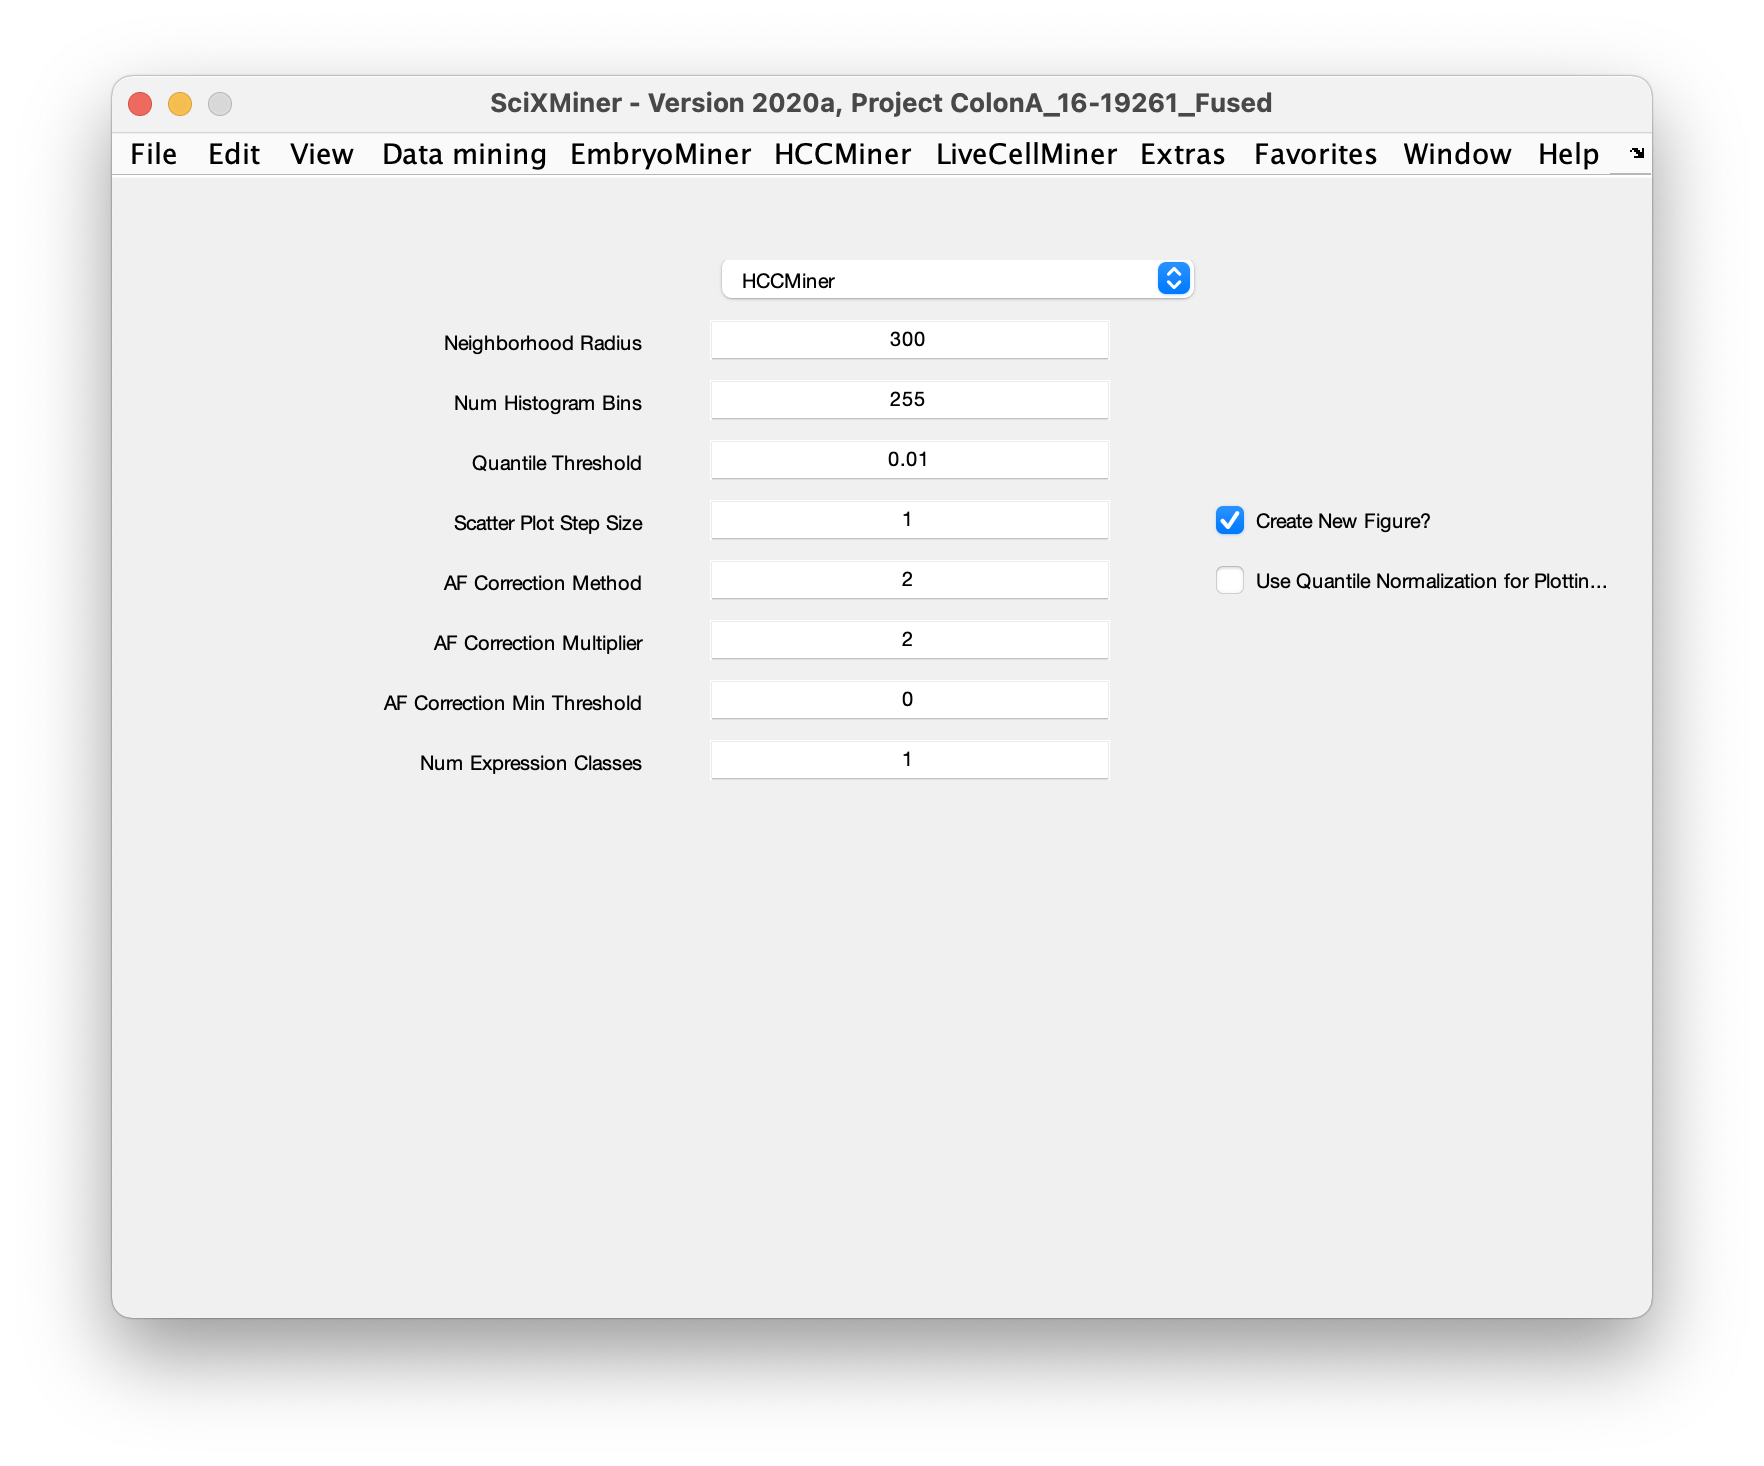 SciXMiner - Version 2020a, Project ColonA_16-19261_Fused
File Edit View Data mining EmbryoMiner HCCMiner LiveCellMiner Extras Favorites Window Help
HCCMiner
Neighborhood Radius 300
Num Histogram Bins 255
Quantile Threshold 0.01
Scatter Plot Step Size 1 Create New Figure?
AF Correction Method 2 Use Quantile Normalization for Plottin...
AF Correction Multiplier 2
AF Correction Min Threshold 0
Num Expression Classes 1